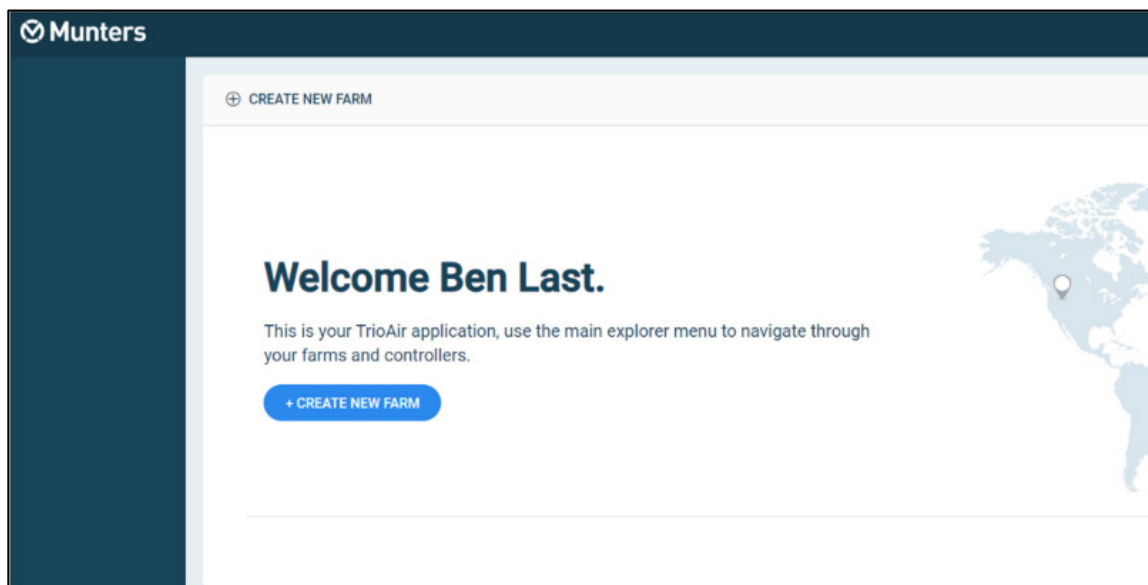 Munters
CREATE NEW FARM
Welcome Ben Last.
This is your TrioAir application, use the main explorer menu to navigate through
your farms and controllers.
+ CREATE NEW FARM